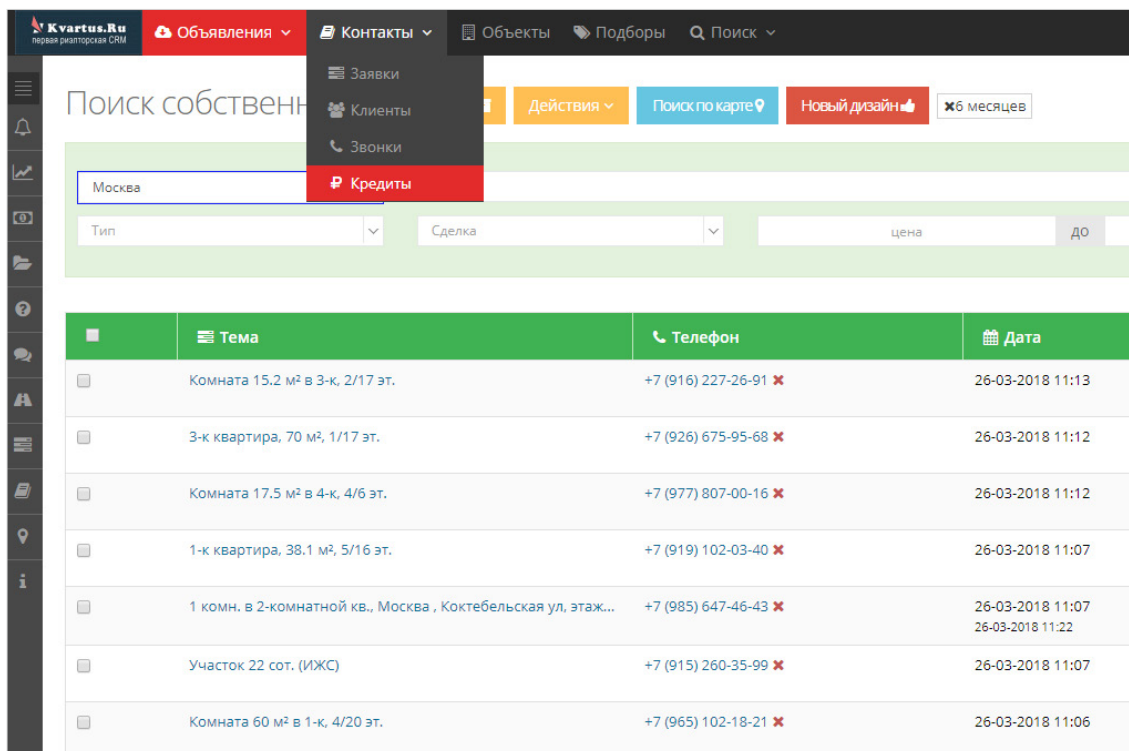 Kvartus.Ru
первая риэлторская CRM
Объявления
Контакты
Объекты
Подборы
Поиск
Заявки
Клиенты
Звонки
Кредиты
Поиск собственн
Действия
Поиск по карте
Новый дизайн
6 месяцев
Москва
Тип
Сделка
цена
до
Тема Телефон Дата
Комната 15.2 м² в 3-к, 2/17 эт. +7 (916) 227-26-91 26-03-2018 11:13
3-к квартира, 70 м², 1/17 эт. +7 (926) 675-95-68 26-03-2018 11:12
Комната 17.5 м² в 4-к, 4/6 эт. +7 (977) 807-00-16 26-03-2018 11:12
1-к квартира, 38.1 м², 5/16 эт. +7 (919) 102-03-40 26-03-2018 11:07
1 комн. в 2-комнатной кв., Москва , Коктебельская ул, этаж... +7 (985) 647-46-43 26-03-2018 11:07
26-03-2018 11:22
Участок 22 сот. (ИЖС) +7 (915) 260-35-99 26-03-2018 11:07
Комната 60 м² в 1-к, 4/20 эт. +7 (965) 102-18-21 26-03-2018 11:06